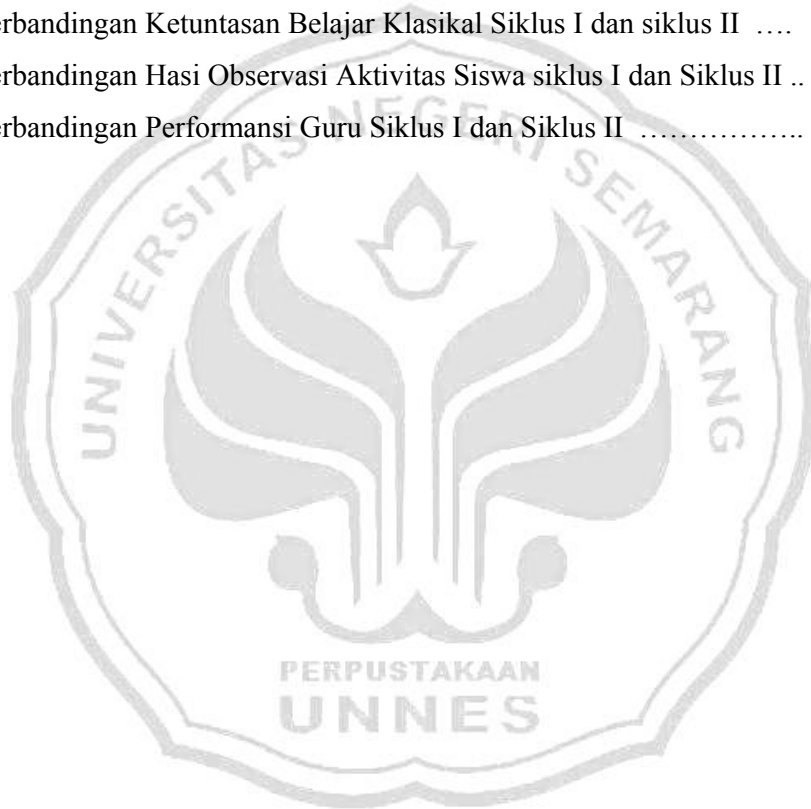 erbandingan Ketuntasan Belajar Klasikal Siklus I dan siklus II ….
erbandingan Hasi Observasi Aktivitas Siswa siklus I dan Siklus II ..
erbandingan Performansi Guru Siklus I dan Siklus II ……………..
UNIVERSITAS NEGERI SEMARANG
PERPUSTAKAAN
UNNES